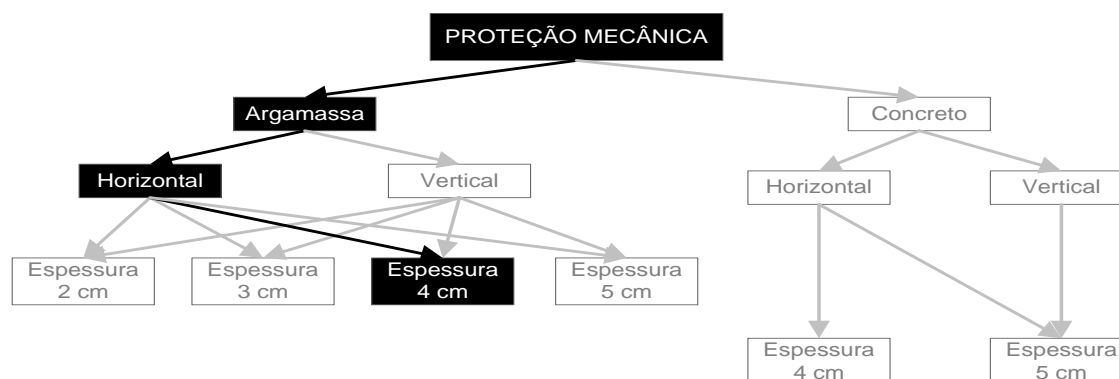 PROTEÇÃO MECÂNICA
Argamassa
Concreto
Horizontal
Vertical
Horizontal
Vertical
Espessura
2 cm
Espessura
3 cm
Espessura
4 cm
Espessura
5 cm
Espessura
4 cm
Espessura
5 cm